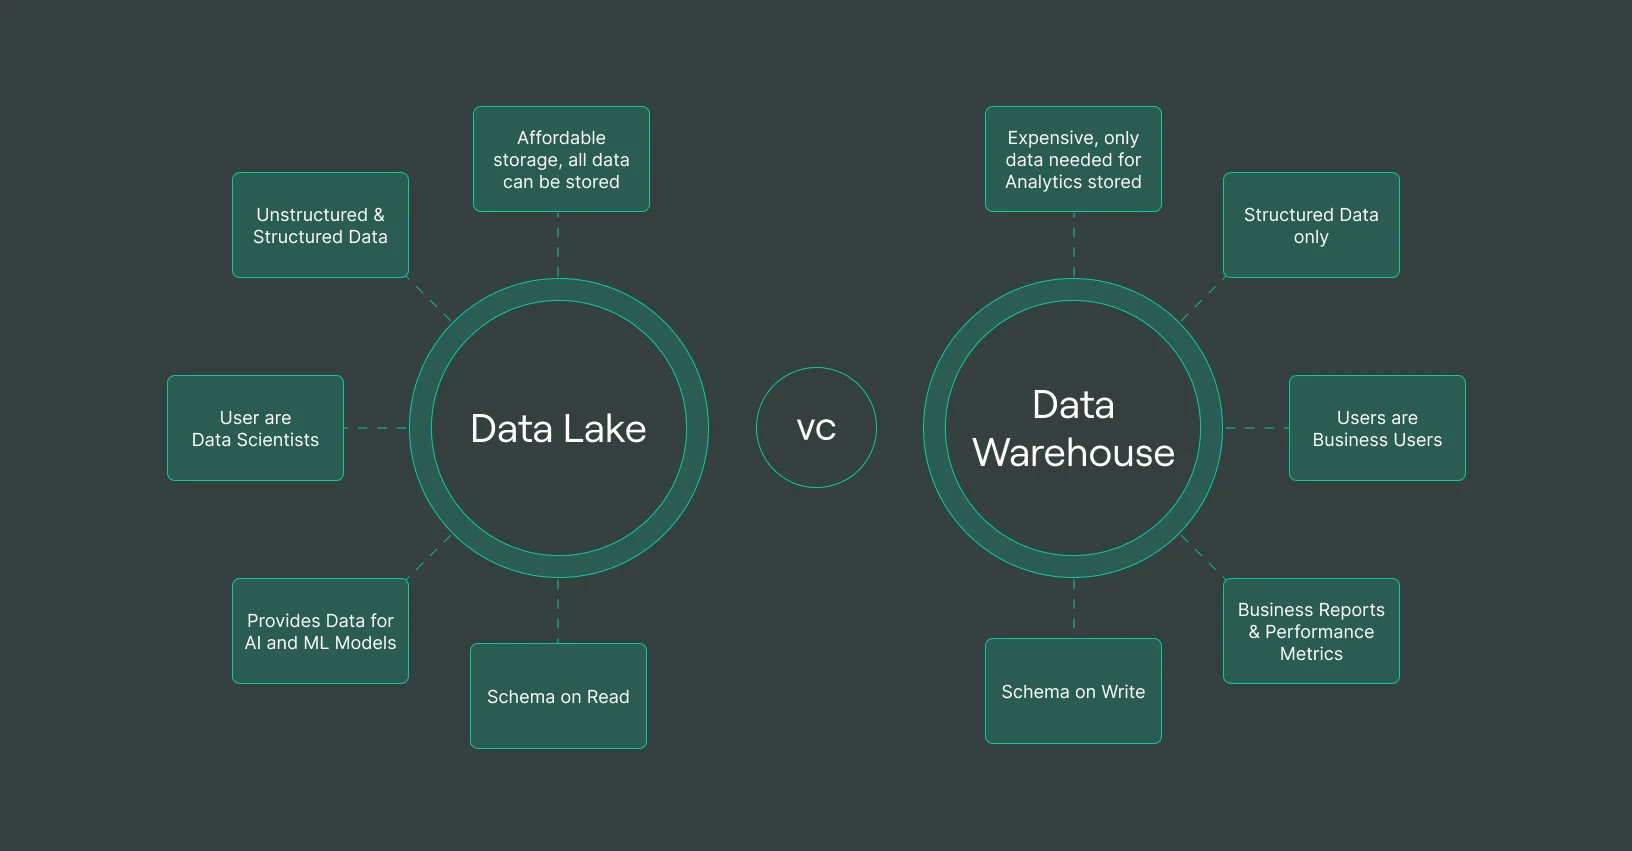 Affordable
storage, all data
can be stored
Unstructured &
Structured Data
User are
Data Scientists
Provides Data for
AI and ML Models
Schema on Read
Data Lake
vc
Data
Warehouse
Expensive, only
data needed for
Analytics stored
Structured Data
only
Users are
Business Users
Business Reports
& Performance
Metrics
Schema on Write